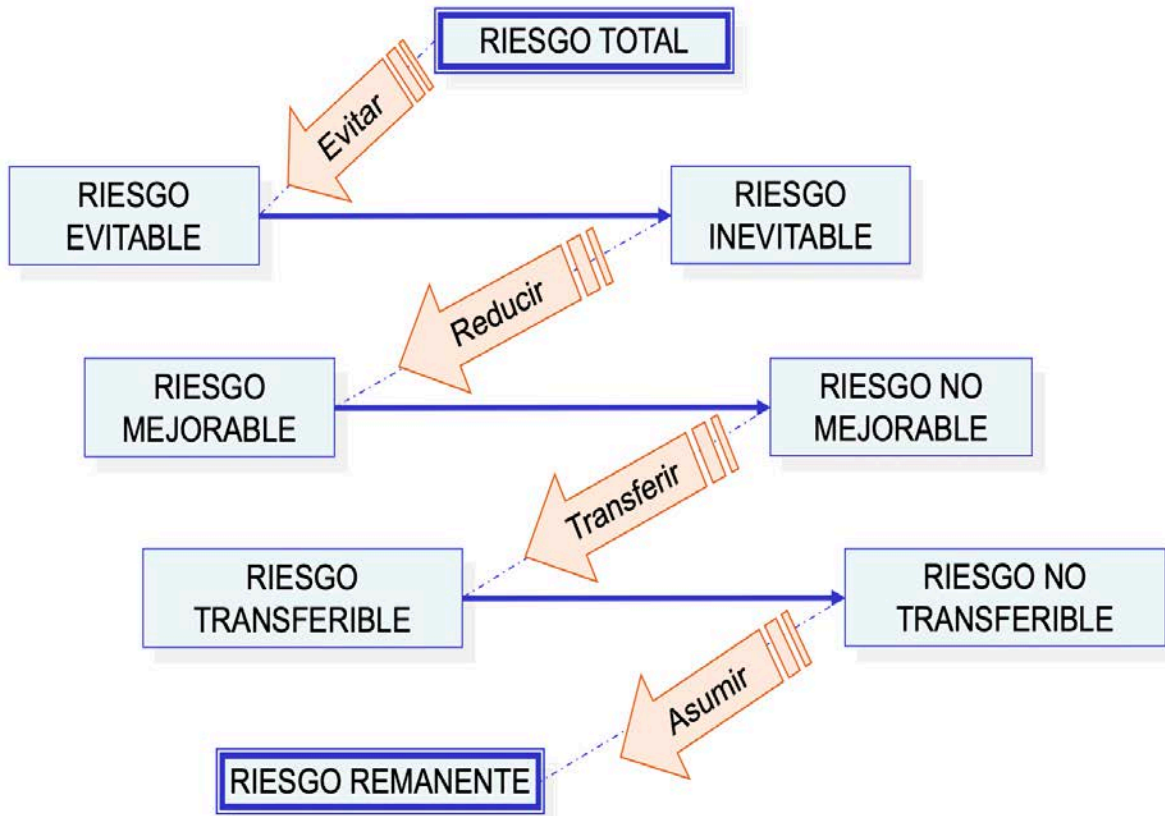 RIESGO TOTAL
Evitar
RIESGO
EVITABLE
RIESGO
INEVITABLE
Reducir
RIESGO
MEJORABLE
RIESGO NO
MEJORABLE
Transferir
RIESGO
TRANSFERIBLE
RIESGO NO
TRANSFERIBLE
Asumir
RIESGO REMANENTE